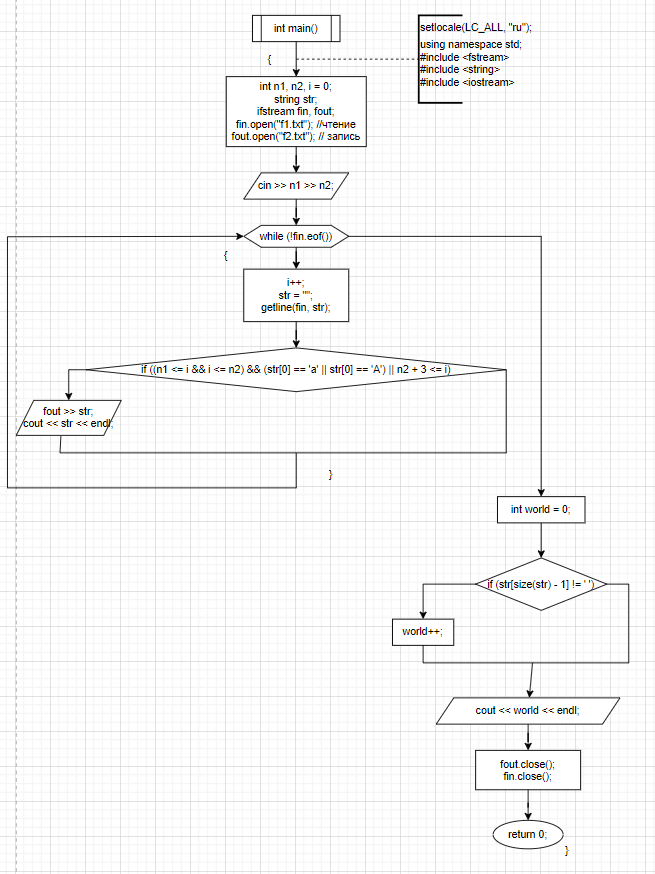 int main()
setlocale(LC_ALL, "ru");
using namespace std;
#include <fstream>
#include <string>
#include <iostream>
{
int n1, n2, i = 0;
string str;
ifstream fin, fout;
fin.open("f1.txt"); //чтение
fout.open("f2.txt"); // запись
cin >> n1 >> n2;
while (!fin.eof())
{
i++;
str = "";
getline(fin, str);
if ((n1 <= i && i <= n2) && (str[0] == 'a' || str[0] == 'A') || n2 + 3 <= i)
fout >> str;
cout << str << endl;
}
int world = 0;
if (str[size(str) - 1] != ' ')
world++;
cout << world << endl;
fout.close();
fin.close();
return 0;
}